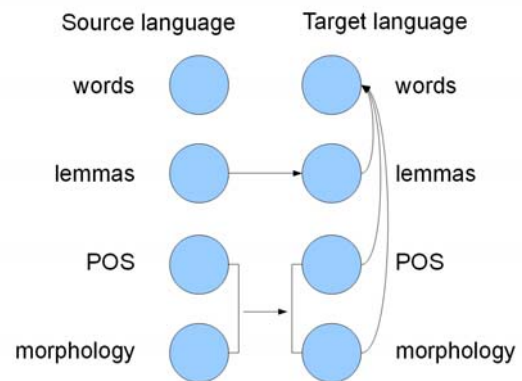 Source language Target language
words words
lemmas lemmas
POS POS
morphology morphology